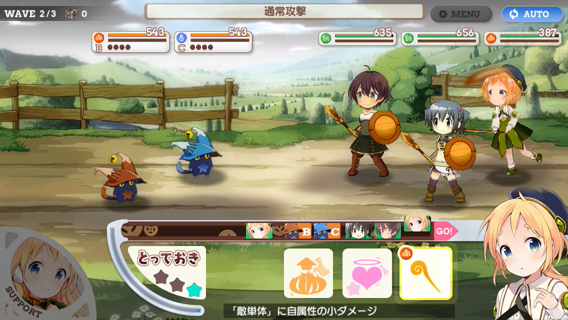 WAVE 2/3 0
通常攻撃
MENU
AUTO
543
B
543
C
635
656
387
B
C
GO!
とっておき
SUPPORT
「敵単体」に自属性の小ダメージ